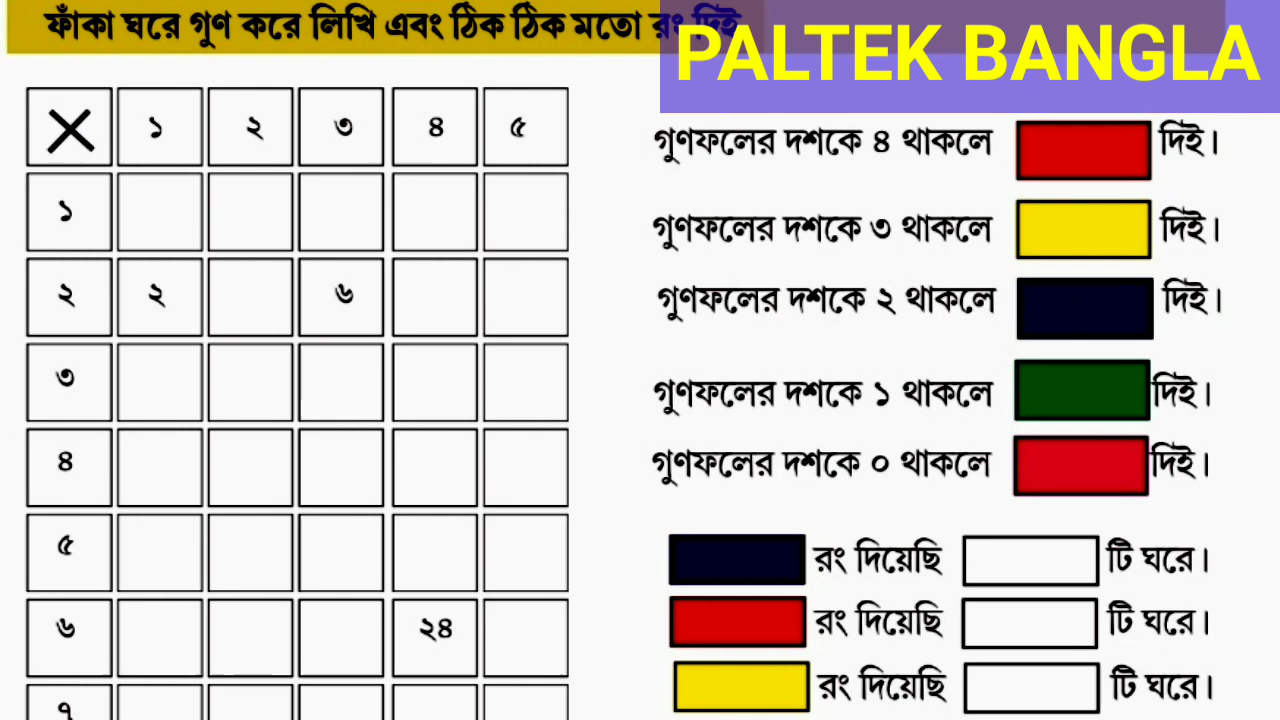 ফাঁকা ঘরে গুণ করে লিখি এবং ঠিক ঠিক মতো রং দিই
PALTEK BANGLA
× ১ ২ ৩ ৪ ৫
১
২ ২ ৬
৩
৪
৫
৬ ২৪
৭
গুণফলের দশকে ৪ থাকলে দিই।
গুণফলের দশকে ৩ থাকলে দিই।
গুণফলের দশকে ২ থাকলে দিই।
গুণফলের দশকে ১ থাকলে দিই।
গুণফলের দশকে ০ থাকলে দিই।
রং দিয়েছি টি ঘরে।
রং দিয়েছি টি ঘরে।
রং দিয়েছি টি ঘরে।